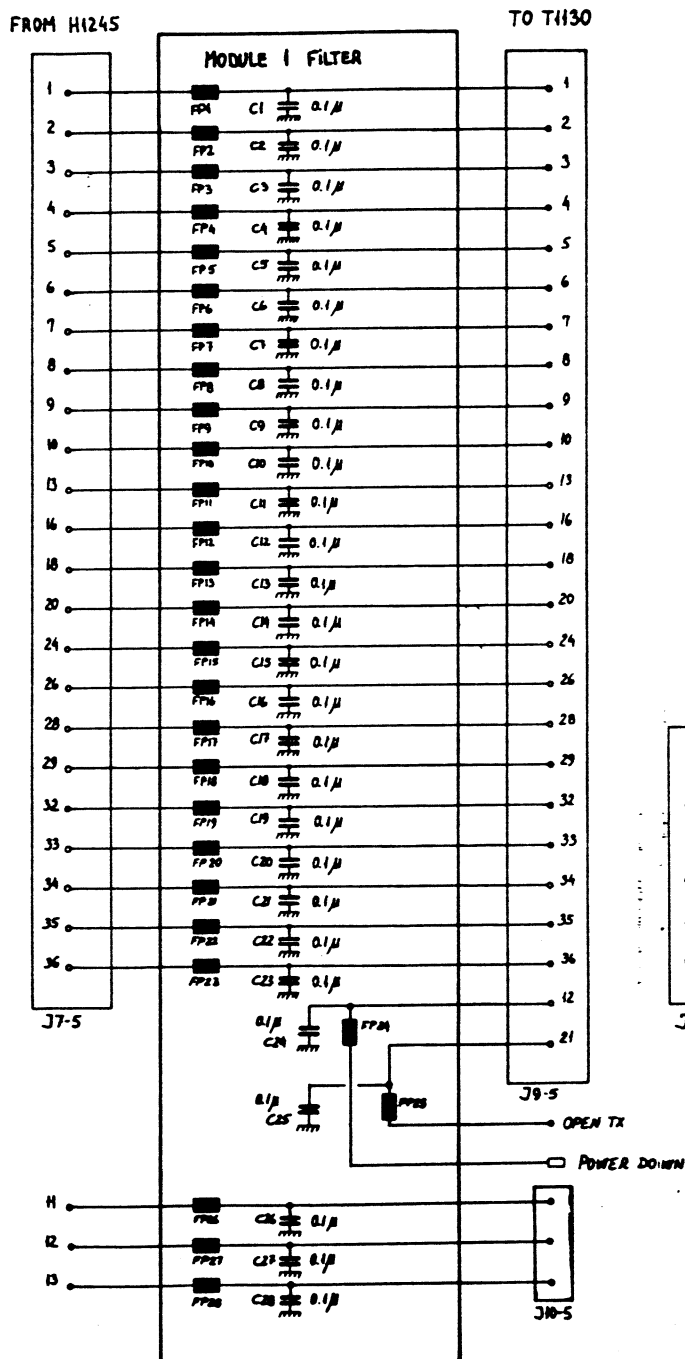 FROM H1245
TO T1130
MODULE 1 FILTER
1 FP1 C1 0.1µ 1
2 FP2 C2 0.1µ 2
3 FP3 C3 0.1µ 3
4 FP4 C4 0.1µ 4
5 FP5 C5 0.1µ 5
6 FP6 C6 0.1µ 6
7 FP7 C7 0.1µ 7
8 FP8 C8 0.1µ 8
9 FP9 C9 0.1µ 9
10 FP10 C10 0.1µ 10
13 FP11 C11 0.1µ 13
16 FP12 C12 0.1µ 16
18 FP13 C13 0.1µ 18
20 FP14 C14 0.1µ 20
24 FP15 C15 0.1µ 24
26 FP16 C16 0.1µ 26
28 FP17 C17 0.1µ 28
29 FP18 C18 0.1µ 29
32 FP19 C19 0.1µ 32
33 FP20 C20 0.1µ 33
34 FP21 C21 0.1µ 34
35 FP22 C22 0.1µ 35
36 FP23 C23 0.1µ 36
J7-5
0.1µ C24 FP24 12
21
0.1µ C25 FP25
J9-5
OPEN TX
POWER DOWN
11 FP26 C26 0.1µ
12 FP27 C27 0.1µ
13 FP28 C28 0.1µ
J10-5